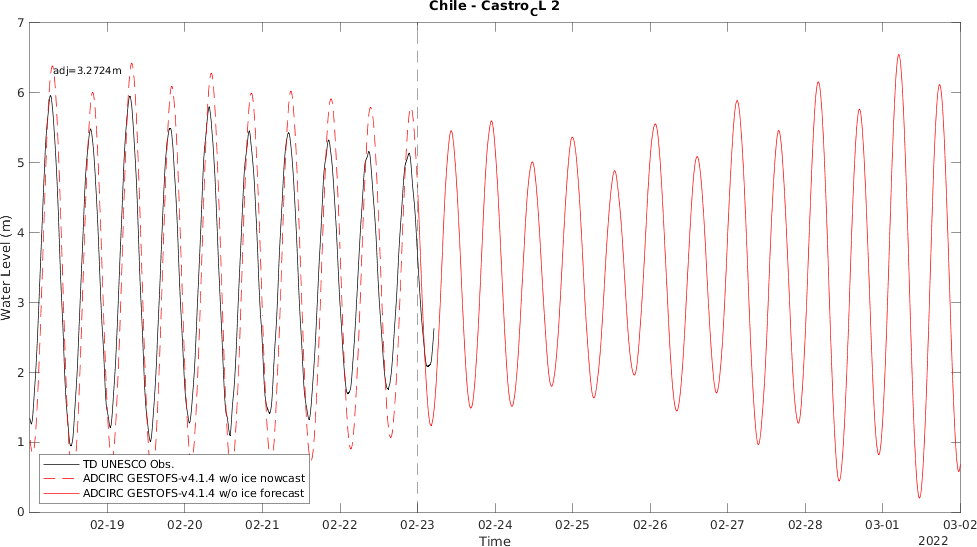 Chile - Castro_CL 2
adj=3.2724m
Water Level (m)
7
6
5
4
3
2
1
0
TD UNESCO Obs.
ADCIRC GESTOFS-v4.1.4 w/o ice nowcast
ADCIRC GESTOFS-v4.1.4 w/o ice forecast
02-19 02-20 02-21 02-22 02-23 02-24 02-25 02-26 02-27 02-28 03-01 03-02
Time
2022